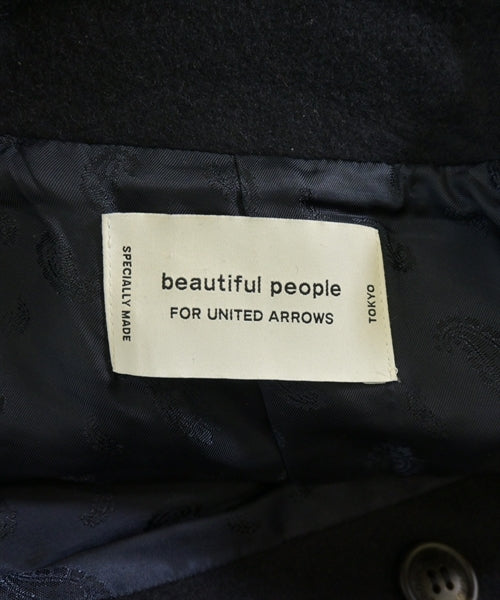 SPECIALLY MADE
beautiful people
FOR UNITED ARROWS
TOKYO